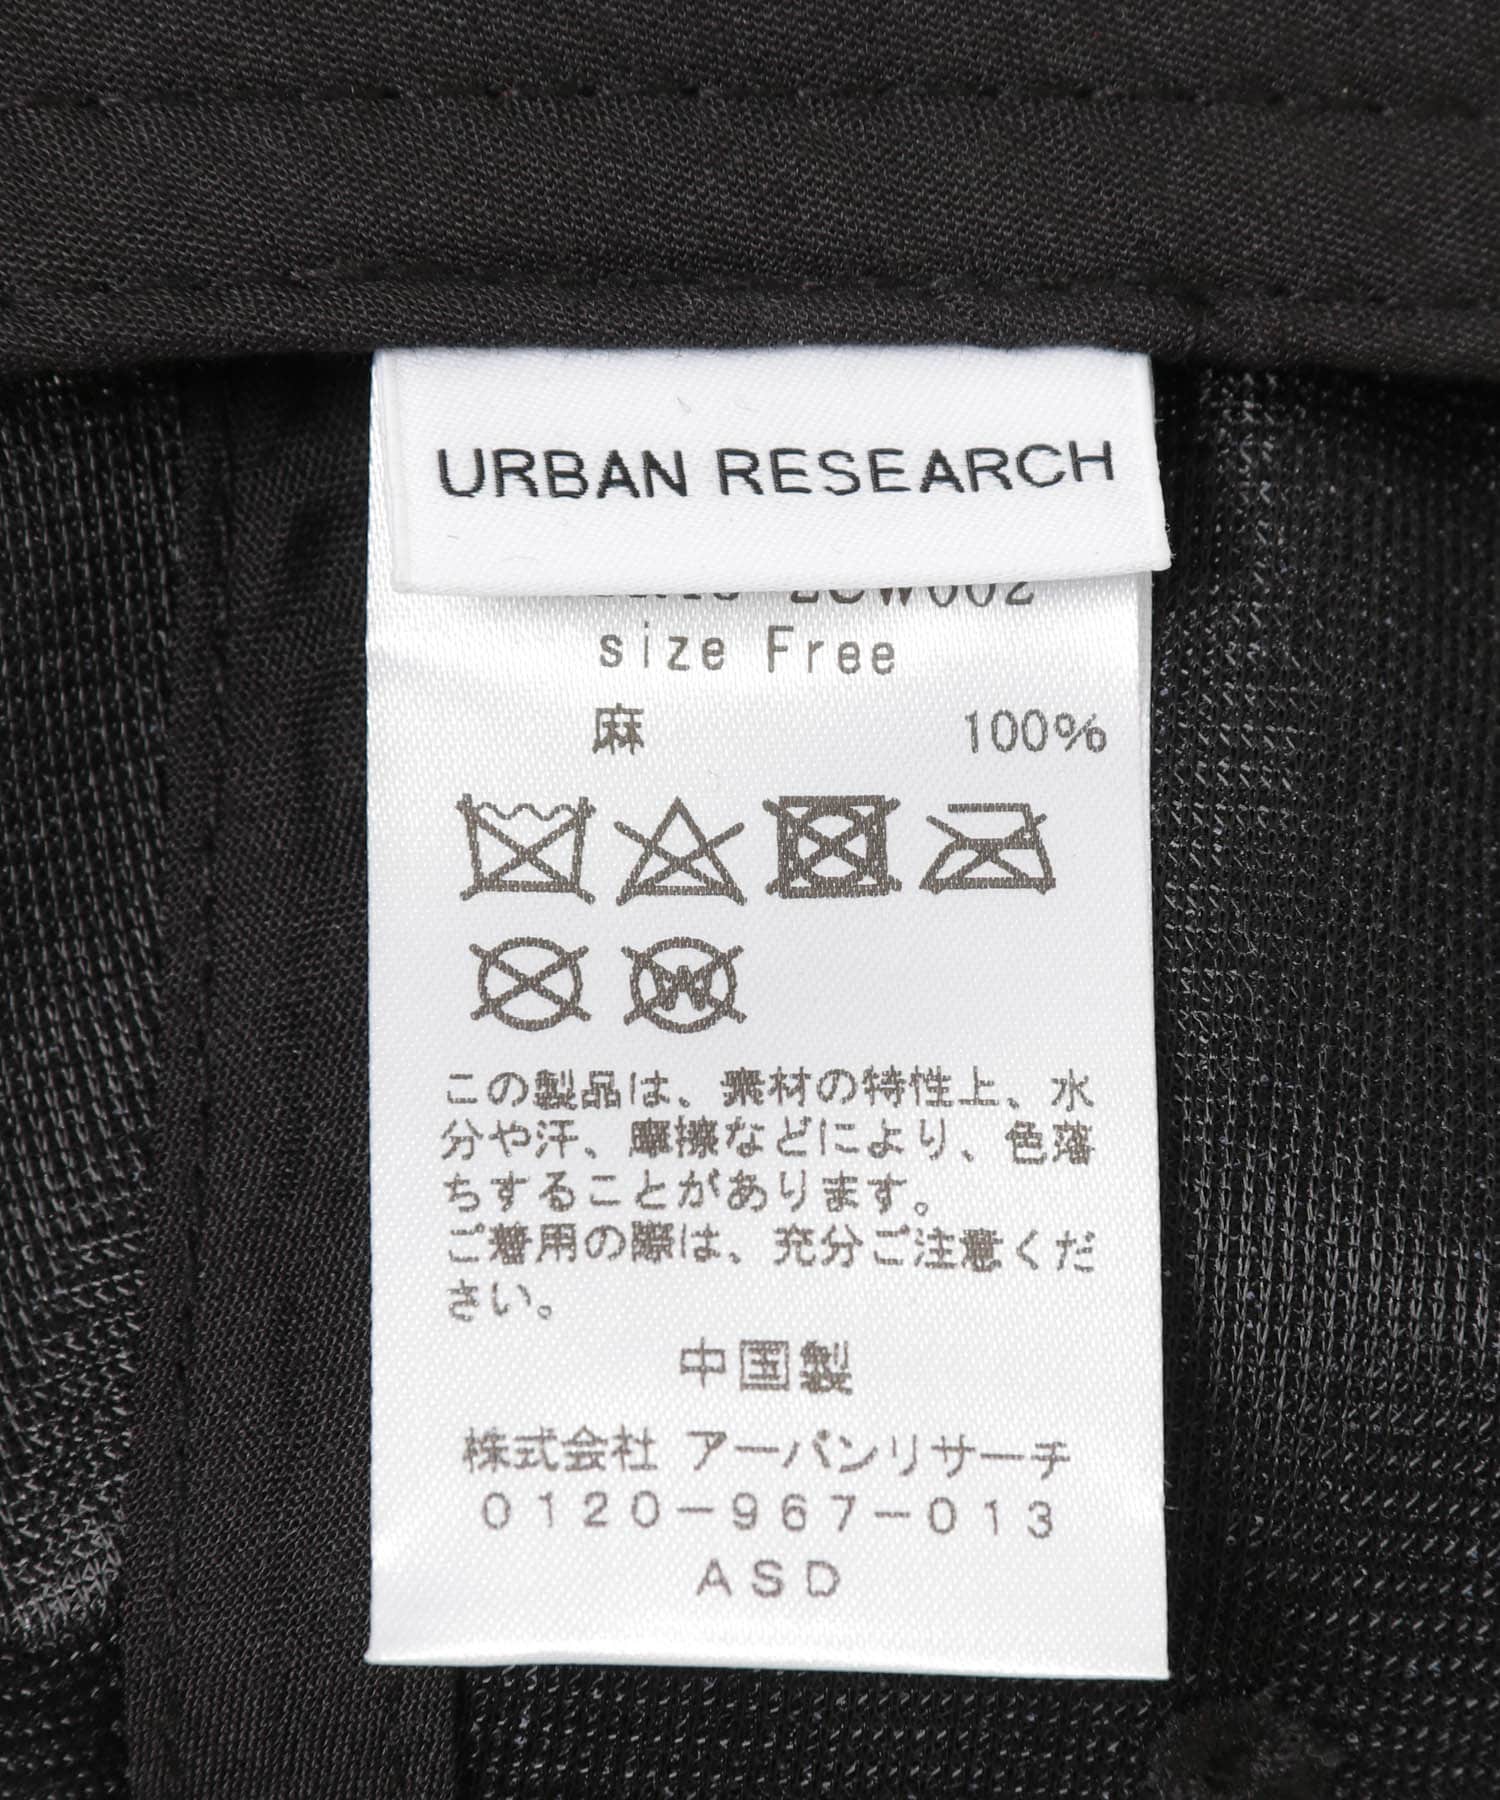 URBAN RESEARCH
size Free
麻 100%
W
この製品は、素材の特性上、水
分や汗、摩擦などにより、色落
ちすることがあります。
ご着用の際は、充分ご注意くだ
さい。
中国製
株式会社 アーバンリサーチ
0120-967-013
ASD